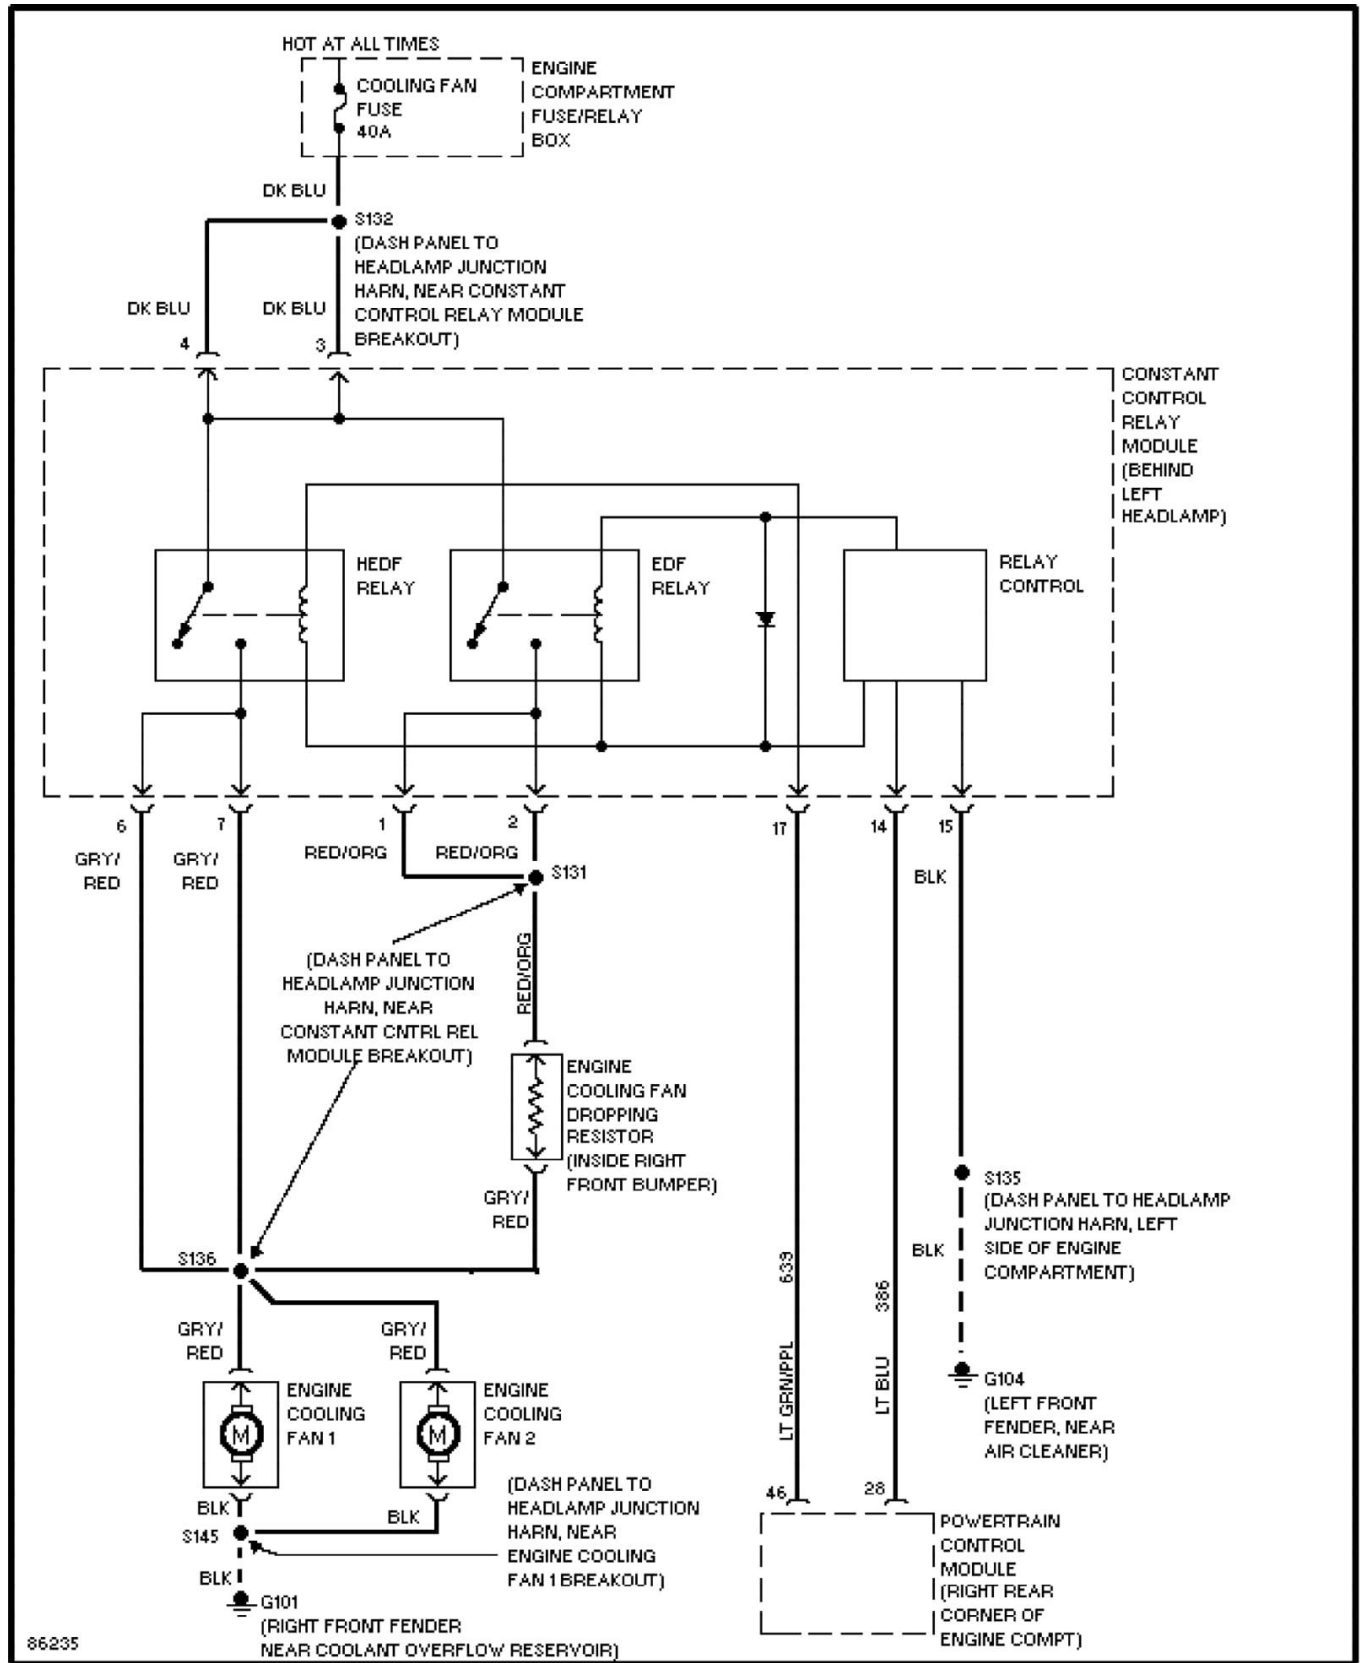 HOT AT ALL TIMES
COOLING FAN
FUSE
40A
ENGINE
COMPARTMENT
FUSE/RELAY
BOX
DK BLU
S132
(DASH PANEL TO
HEADLAMP JUNCTION
HARN, NEAR CONSTANT
CONTROL RELAY MODULE
BREAKOUT)
DK BLU
DK BLU
4
3
CONSTANT
CONTROL
RELAY
MODULE
(BEHIND
LEFT
HEADLAMP)
HEDF
RELAY
EDF
RELAY
RELAY
CONTROL
6
7
1
2
17
14
15
GRY/
RED
GRY/
RED
RED/ORG
RED/ORG
BLK
S131
RED/ORG
(DASH PANEL TO
HEADLAMP JUNCTION
HARN, NEAR
CONSTANT CNTRL REL
MODULE BREAKOUT)
ENGINE
COOLING FAN
DROPPING
RESISTOR
(INSIDE RIGHT
FRONT BUMPER)
GRY/
RED
S135
(DASH PANEL TO HEADLAMP
JUNCTION HARN, LEFT
SIDE OF ENGINE
COMPARTMENT)
BLK
S136
639
386
GRY/
RED
GRY/
RED
LT GRN/PPL
LT BLU
G104
(LEFT FRONT
FENDER, NEAR
AIR CLEANER)
ENGINE
COOLING
FAN 1
M
ENGINE
COOLING
FAN 2
M
BLK
BLK
S145
(DASH PANEL TO
HEADLAMP JUNCTION
HARN, NEAR
ENGINE COOLING
FAN 1 BREAKOUT)
46
28
POWERTRAIN
CONTROL
MODULE
(RIGHT REAR
CORNER OF
ENGINE COMPT)
BLK
G101
(RIGHT FRONT FENDER
NEAR COOLANT OVERFLOW RESERVOIR)
86235